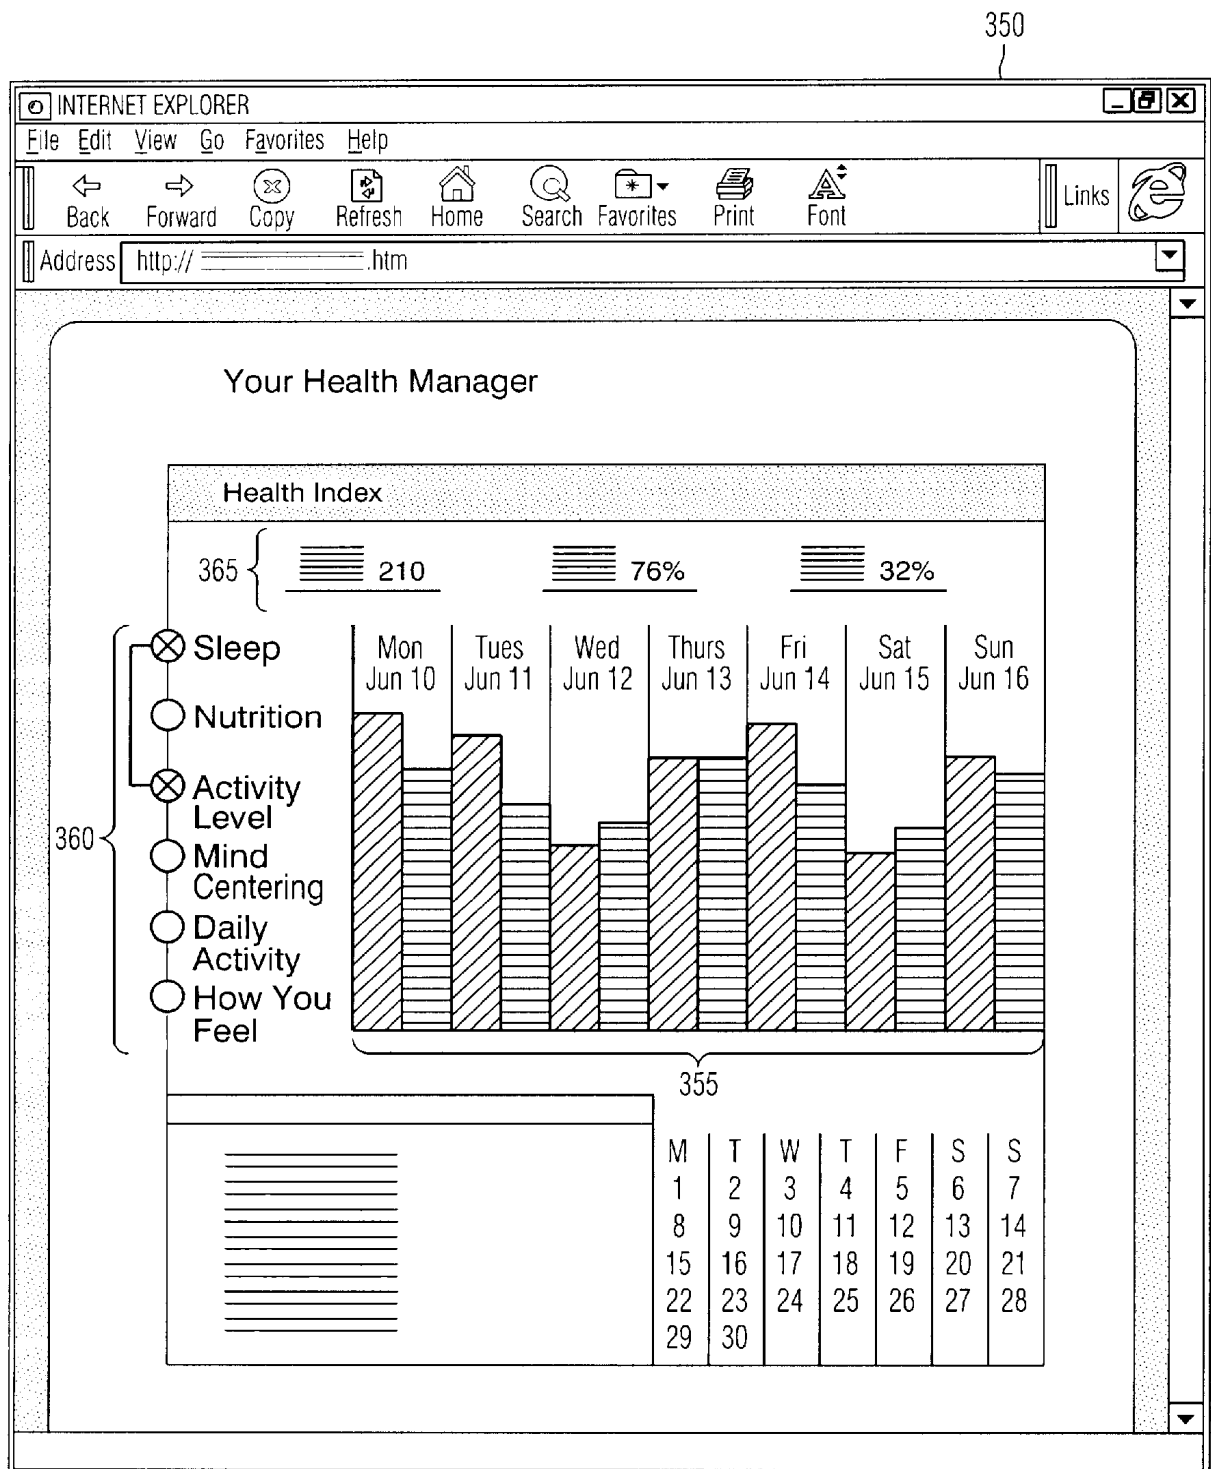 350
INTERNET EXPLORER
File Edit View Go Favorites Help
Back Forward Copy Refresh Home Search Favorites Print Font Links
Address http:// .htm
Your Health Manager
Health Index
365 210 76% 32%
Sleep
Nutrition
Activity
Level
Mind
Centering
Daily
Activity
How You
Feel
360
Mon Tues Wed Thurs Fri Sat Sun
Jun 10 Jun 11 Jun 12 Jun 13 Jun 14 Jun 15 Jun 16
355
M T W T F S S
1 2 3 4 5 6 7
8 9 10 11 12 13 14
15 16 17 18 19 20 21
22 23 24 25 26 27 28
29 30